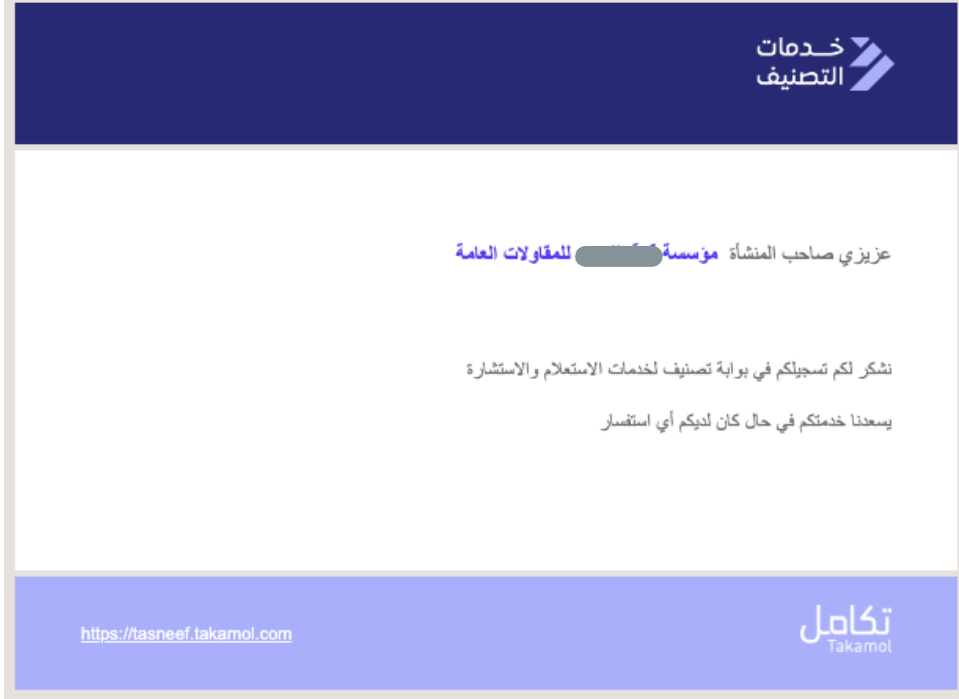 خدمات
التصنيف
عزيزي صاحب المنشأة مؤسسة للمقاولات العامة
نشكر لكم تسجيلكم في بوابة تصنيف لخدمات الاستعلام والاستشارة
يسعدنا خدمتكم في حال كان لديكم أي استفسار
تكامل
Takamol
https://tasneef.takamol.com